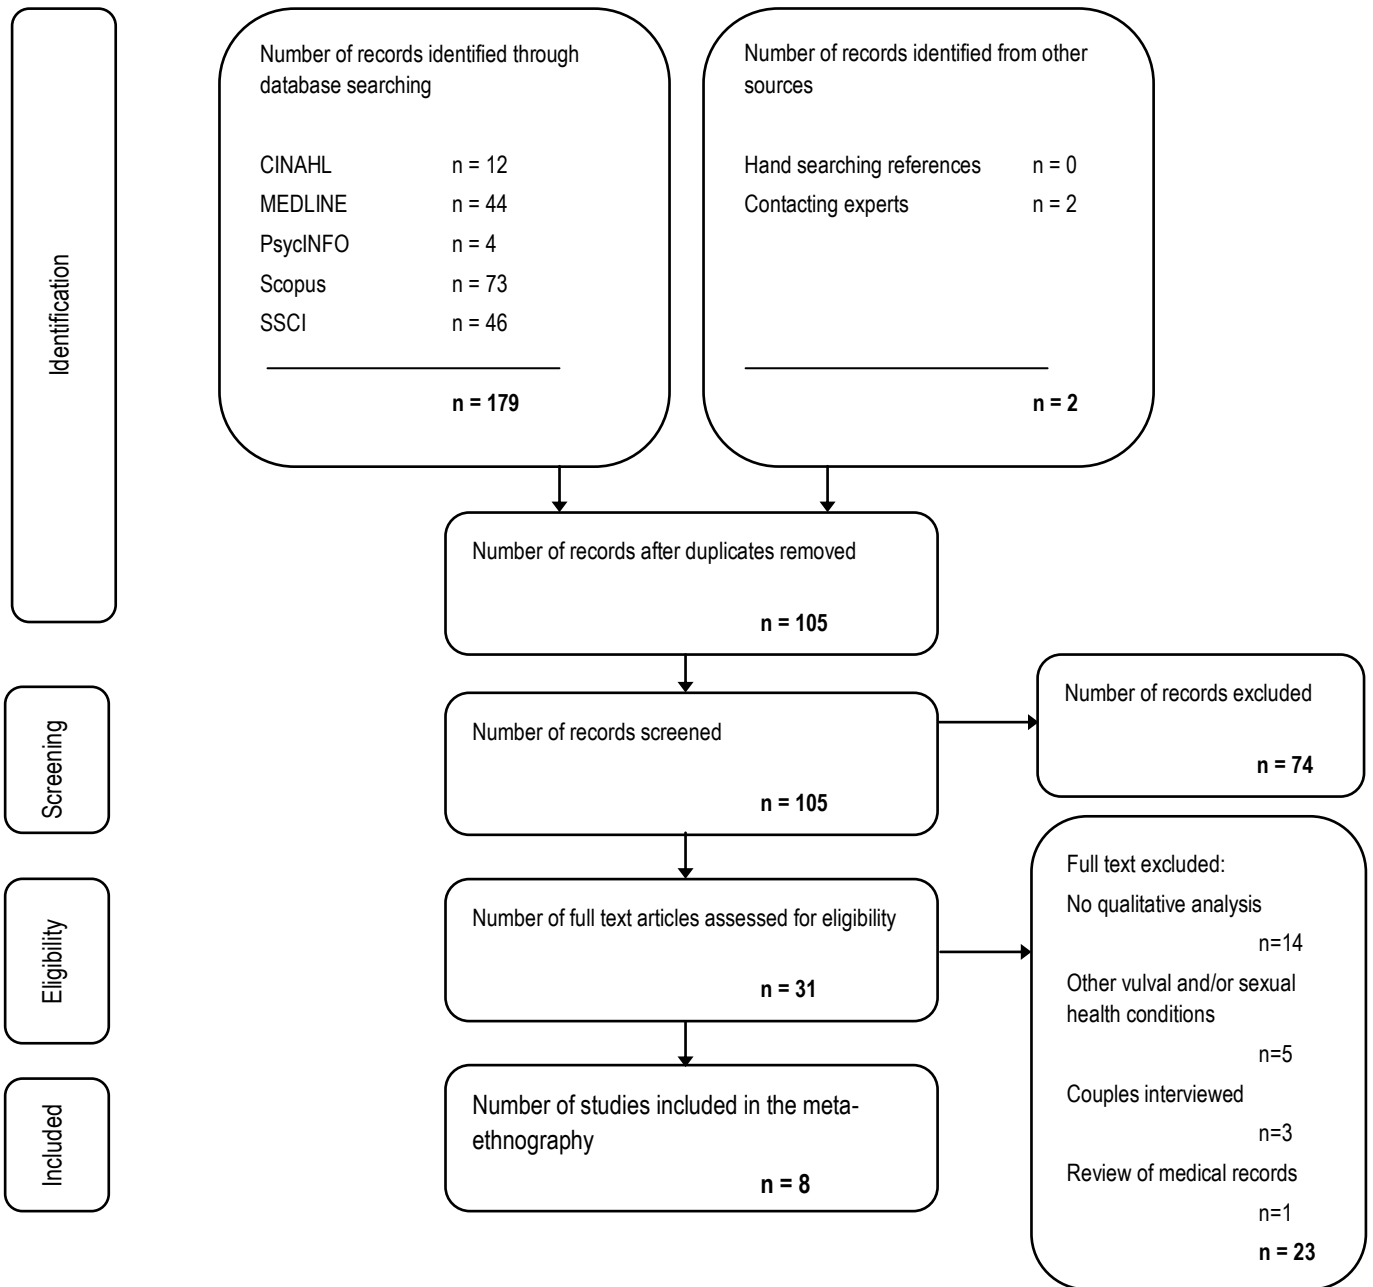 Identification
Number of records identified through
database searching
CINAHL n = 12
MEDLINE n = 44
PsycINFO n = 4
Scopus n = 73
SSCI n = 46
n = 179
Number of records identified from other
sources
Hand searching references n = 0
Contacting experts n = 2
n = 2
Number of records after duplicates removed
n = 105
Screening
Number of records screened
n = 105
Number of records excluded
n = 74
Eligibility
Number of full text articles assessed for eligibility
n = 31
Full text excluded:
No qualitative analysis
n=14
Other vulval and/or sexual
health conditions
n=5
Couples interviewed
n=3
Review of medical records
n=1
n = 23
Included
Number of studies included in the meta-
ethnography
n = 8